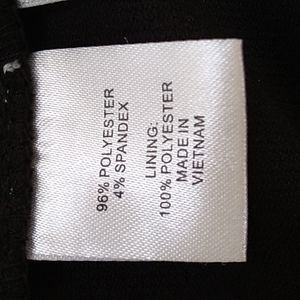 96% POLYESTER
4% SPANDEX
LINING:
100% POLYESTER
MADE IN
VIETNAM